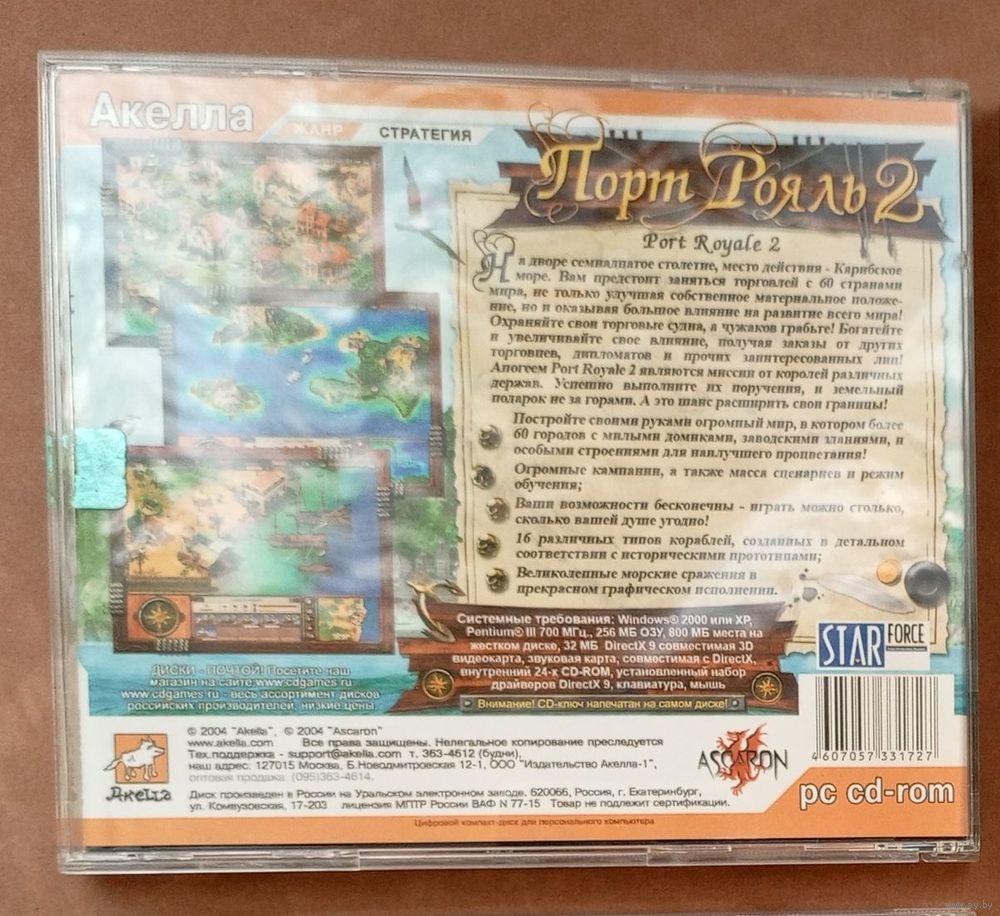 Акелла
ЖАНР СТРАТЕГИЯ
Порт Рояль 2
Port Royale 2
На дворе семнадцатое столетие, место действия - Карибское
море. Вам предстоит заняться торговлей с 60 странами
мира, не только улучшая собственное материальное положе-
ние, но и оказывая большое влияние на развитие всего мира!
Охраняйте свои торговые судна, а чужаков грабьте! Богатейте
и увеличивайте свое влияние, получая заказы от других
торговцев, дипломатов и прочих заинтересованных лиц!
Апогеем Port Royale 2 являются миссии от королей различных
держав. Успешно выполните их поручения, и земельный
подарок не за горами. А это шанс расширить свои границы!
Постройте своими руками огромный мир, в котором более
60 городов с милыми домиками, заводскими зданиями, и
особыми строениями для наилучшего процветания!
Огромные кампании, а также масса сценариев и режим
обучения;
Ваши возможности бесконечны - играть можно столько,
сколько вашей душе угодно!
16 различных типов кораблей, созданных в детальном
соответствии с историческими прототипами;
Великолепные морские сражения в
прекрасном графическом исполнении.
Системные требования: Windows® 2000 или XP,
Pentium® III 700 МГц., 256 МБ ОЗУ, 800 МБ места на
жестком диске, 32 МБ DirectX 9 совместимая 3D
видеокарта, звуковая карта, совместимая с DirectX,
внутренний 24-х CD-ROM, установленный набор
драйверов DirectX 9, клавиатура, мышь
Внимание! CD-ключ напечатан на самом диске!
STAR FORCE
ДИСКИ - ПОЧТОЙ! Посетите наш
магазин на сайте www.cdgames.ru
www.cdgames.ru - весь ассортимент дисков
российских производителей, низкие цены.
© 2004 "Akella", © 2004 "Ascaron"
www.akella.com Все права защищены. Нелегальное копирование преследуется
Тех.поддержка - support@akella.com т. 363-4612 (будни),
наш адрес: 127015 Москва, Б.Новодмитровская 12-1, ООО "Издательство Акелла-1",
оптовая продажа: (095)363-4614.
Диск произведен в России на Уральском электронном заводе. 620066, Россия, г. Екатеринбург,
ул. Комвузовская, 17-203 лицензия МПТР России ВАФ N 77-15 Товар не подлежит сертификации.
Цифровой компакт-диск для персонального компьютера
Акелла
ASCARON
4 607057 331727
pc cd-rom
www.ay.by